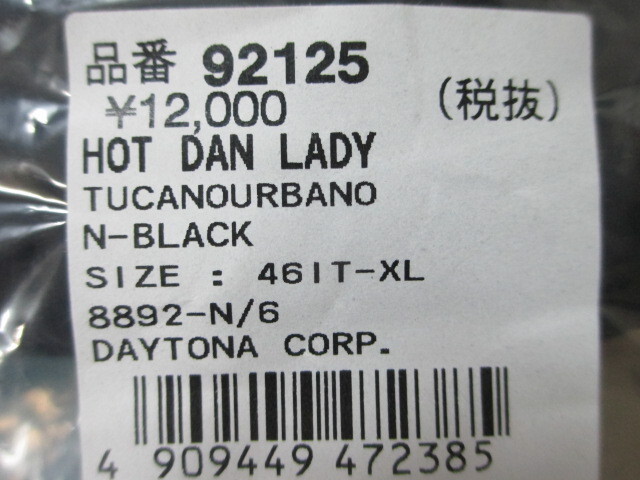 品番 92125
¥12,000 (税抜)
HOT DAN LADY
TUCANOURBANO
N-BLACK
SIZE : 46IT-XL
8892-N/6
DAYTONA CORP.
4 909449 472385